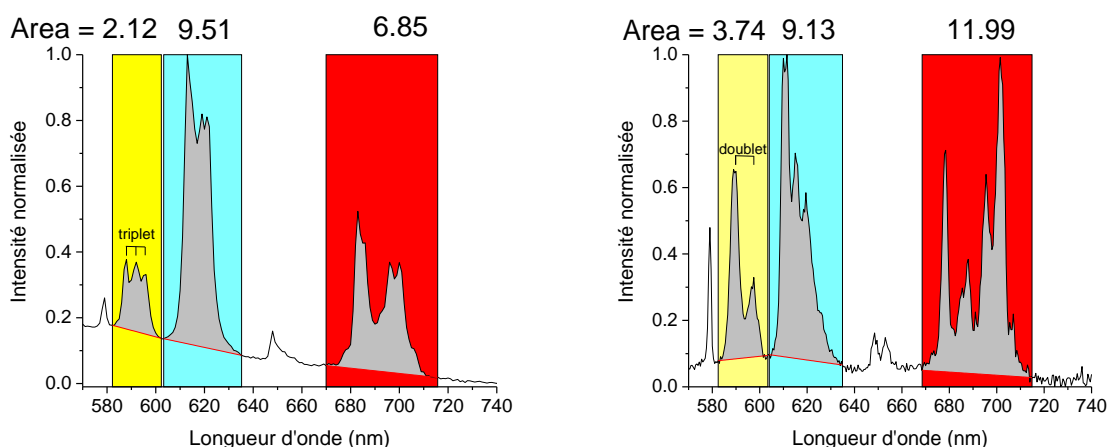 Area = 2.12 9.51 6.85
1.0
0.8
0.6
0.4
0.2
0.0
Intensité normalisée
triplet
580 600 620 640 660 680 700 720 740
Longueur d'onde (nm)
Area = 3.74 9.13 11.99
1.0
0.8
0.6
0.4
0.2
0.0
Intensité normalisée
doublet
580 600 620 640 660 680 700 720 740
Longueur d'onde (nm)